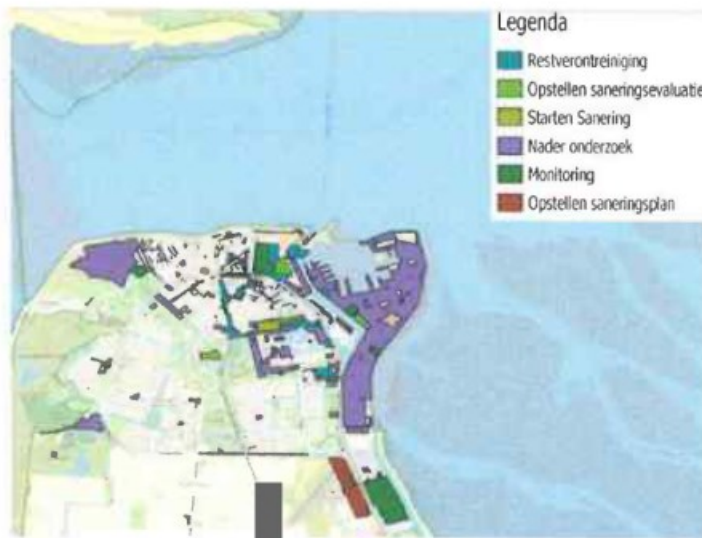 Legenda
Restverontreiniging
Opstellen saneringsevaluatie
Starten Sanering
Nader onderzoek
Monitoring
Opstellen saneringsplan